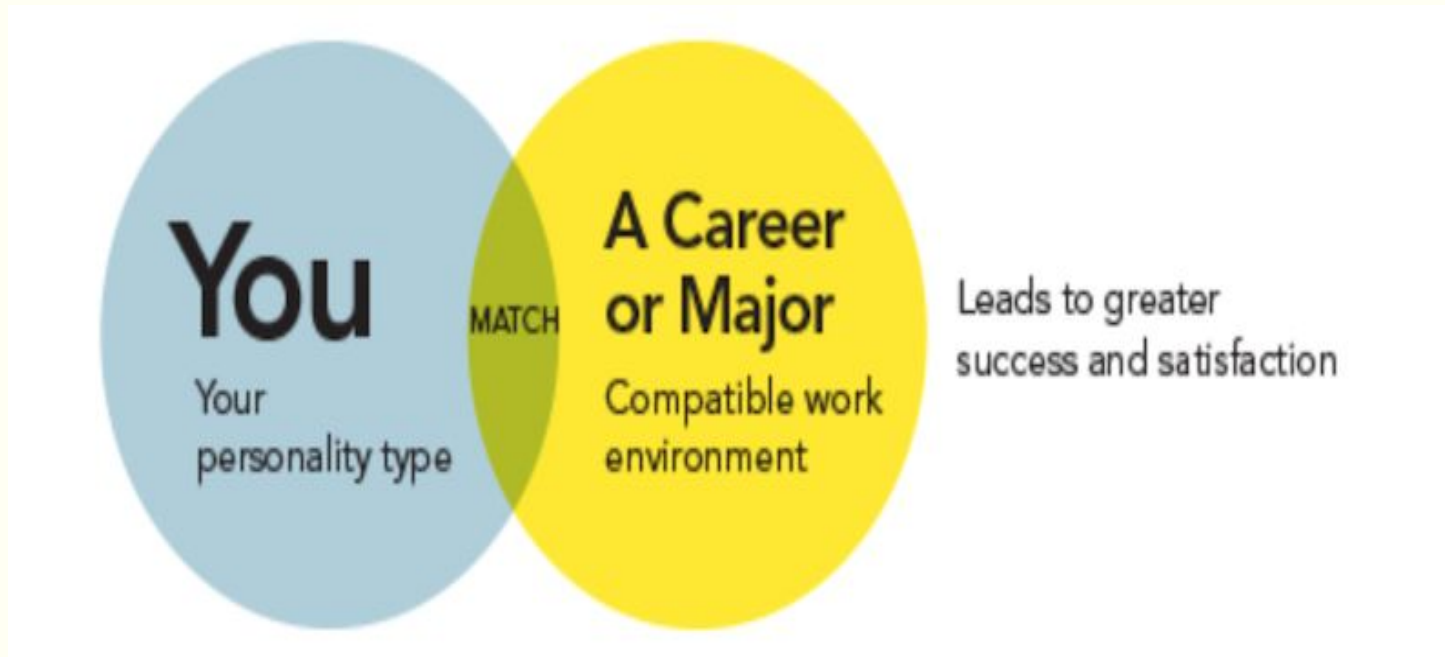 You
Your
personality type
MATCH
A Career
or Major
Compatible work
environment
Leads to greater
success and satisfaction